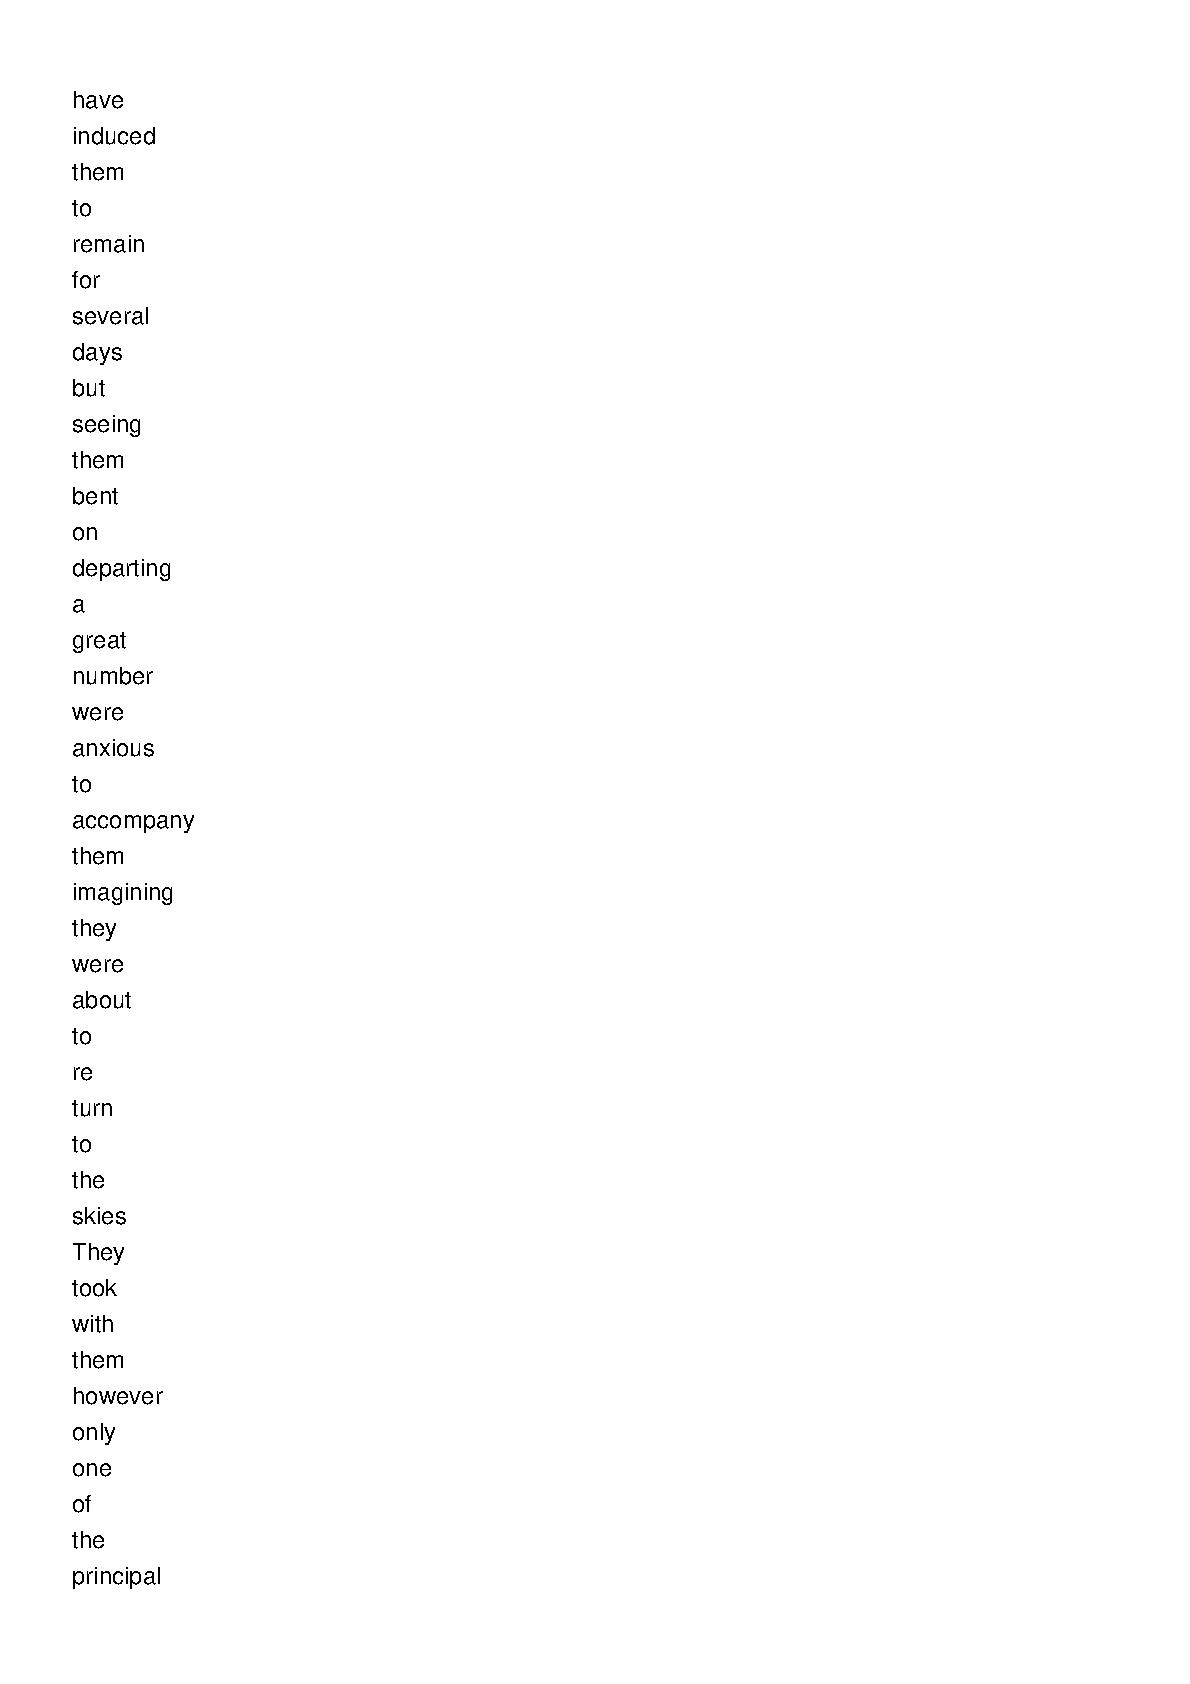 have
induced
them
to
remain
for
several
days
but
seeing
them
bent
on
departing
a
great
number
were
anxious
to
accompany
them
imagining
they
were
about
to
re
turn
to
the
skies
They
took
with
them
however
only
one
of
the
principal